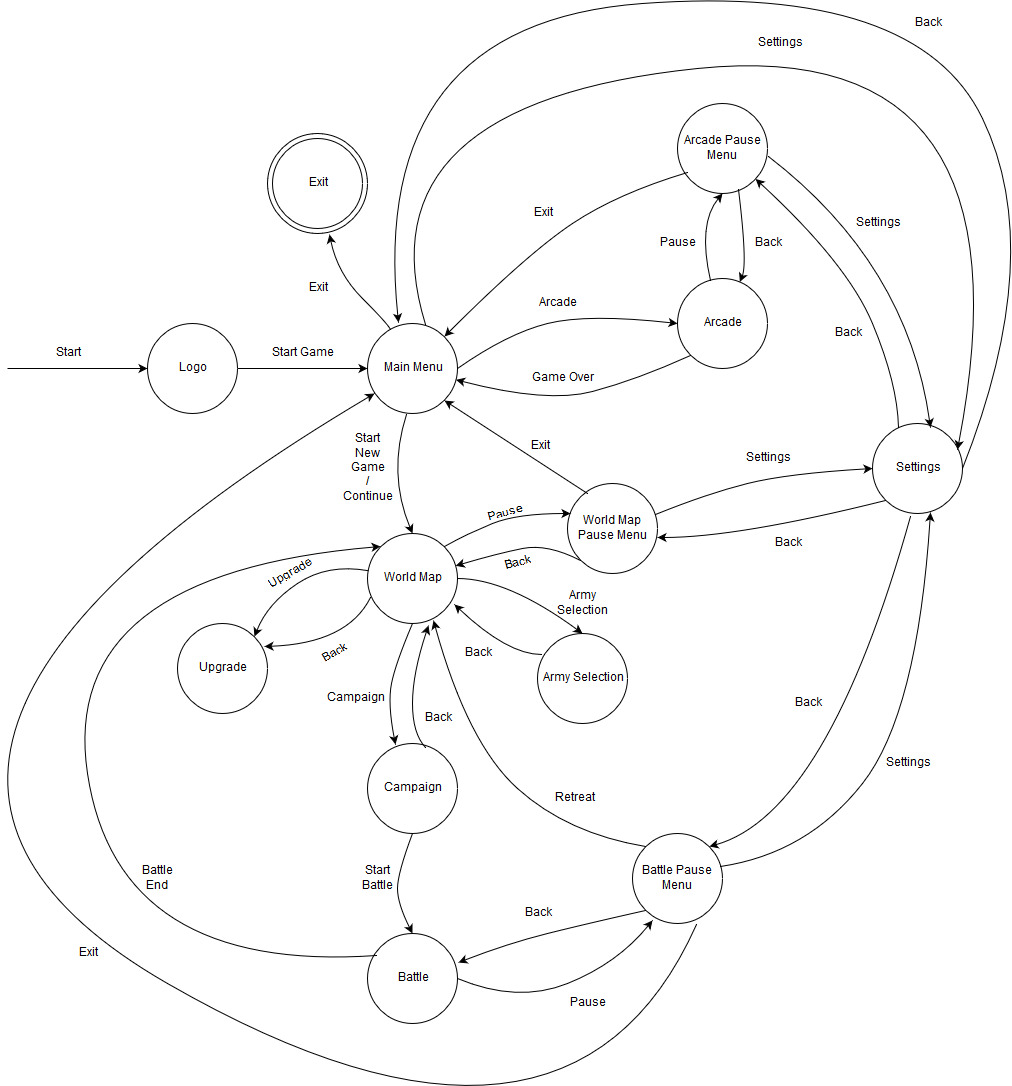 Back
Settings
Arcade Pause
Menu
Exit
Exit
Settings
Pause
Back
Exit
Arcade
Arcade
Back
Start
Start Game
Logo
Main Menu
Game Over
Start
New
Game
/
Continue
Exit
Settings
Settings
Pause
World Map
Pause Menu
Back
Back
Upgrade
World Map
Army
Selection
Back
Back
Upgrade
Army Selection
Campaign
Back
Back
Settings
Campaign
Retreat
Start
Battle
Battle
End
Battle Pause
Menu
Back
Exit
Battle
Pause